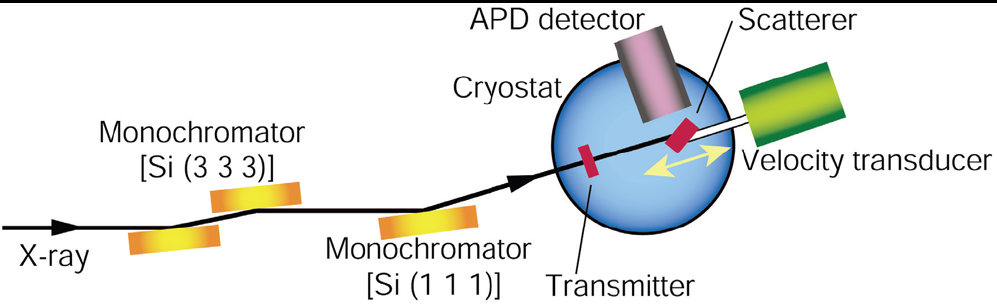 APD detector
Scatterer
Cryostat
Monochromator
[Si (3 3 3)]
Velocity transducer
X-ray
Monochromator
[Si (1 1 1)]
Transmitter